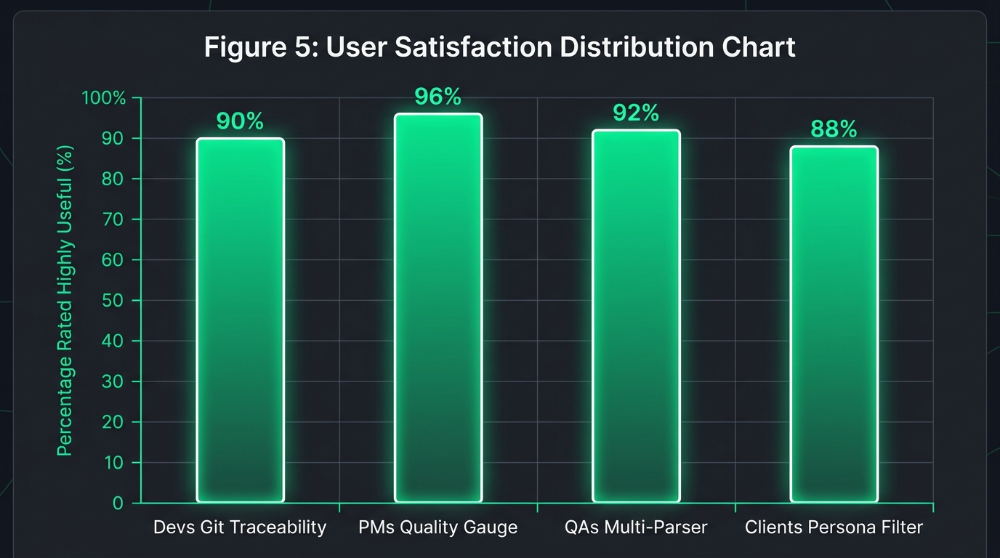 Figure 5: User Satisfaction Distribution Chart
Percentage Rated Highly Useful (%)
100%
90
80
70
60
50
40
30
20
10
0
90%
96%
92%
88%
Devs Git Traceability
PMs Quality Gauge
QAs Multi-Parser
Clients Persona Filter